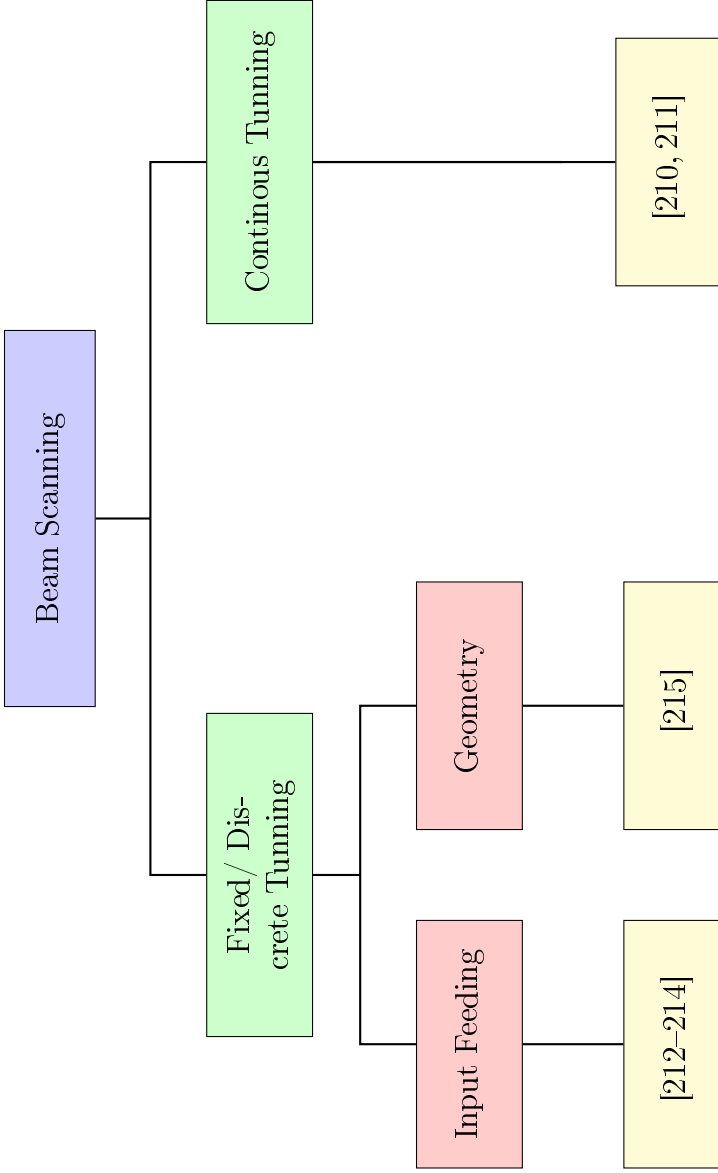 Beam Scanning
Fixed/ Dis-
crete Tunning
Continous Tunning
Input Feeding
Geometry
[212–214]
[215]
[210, 211]